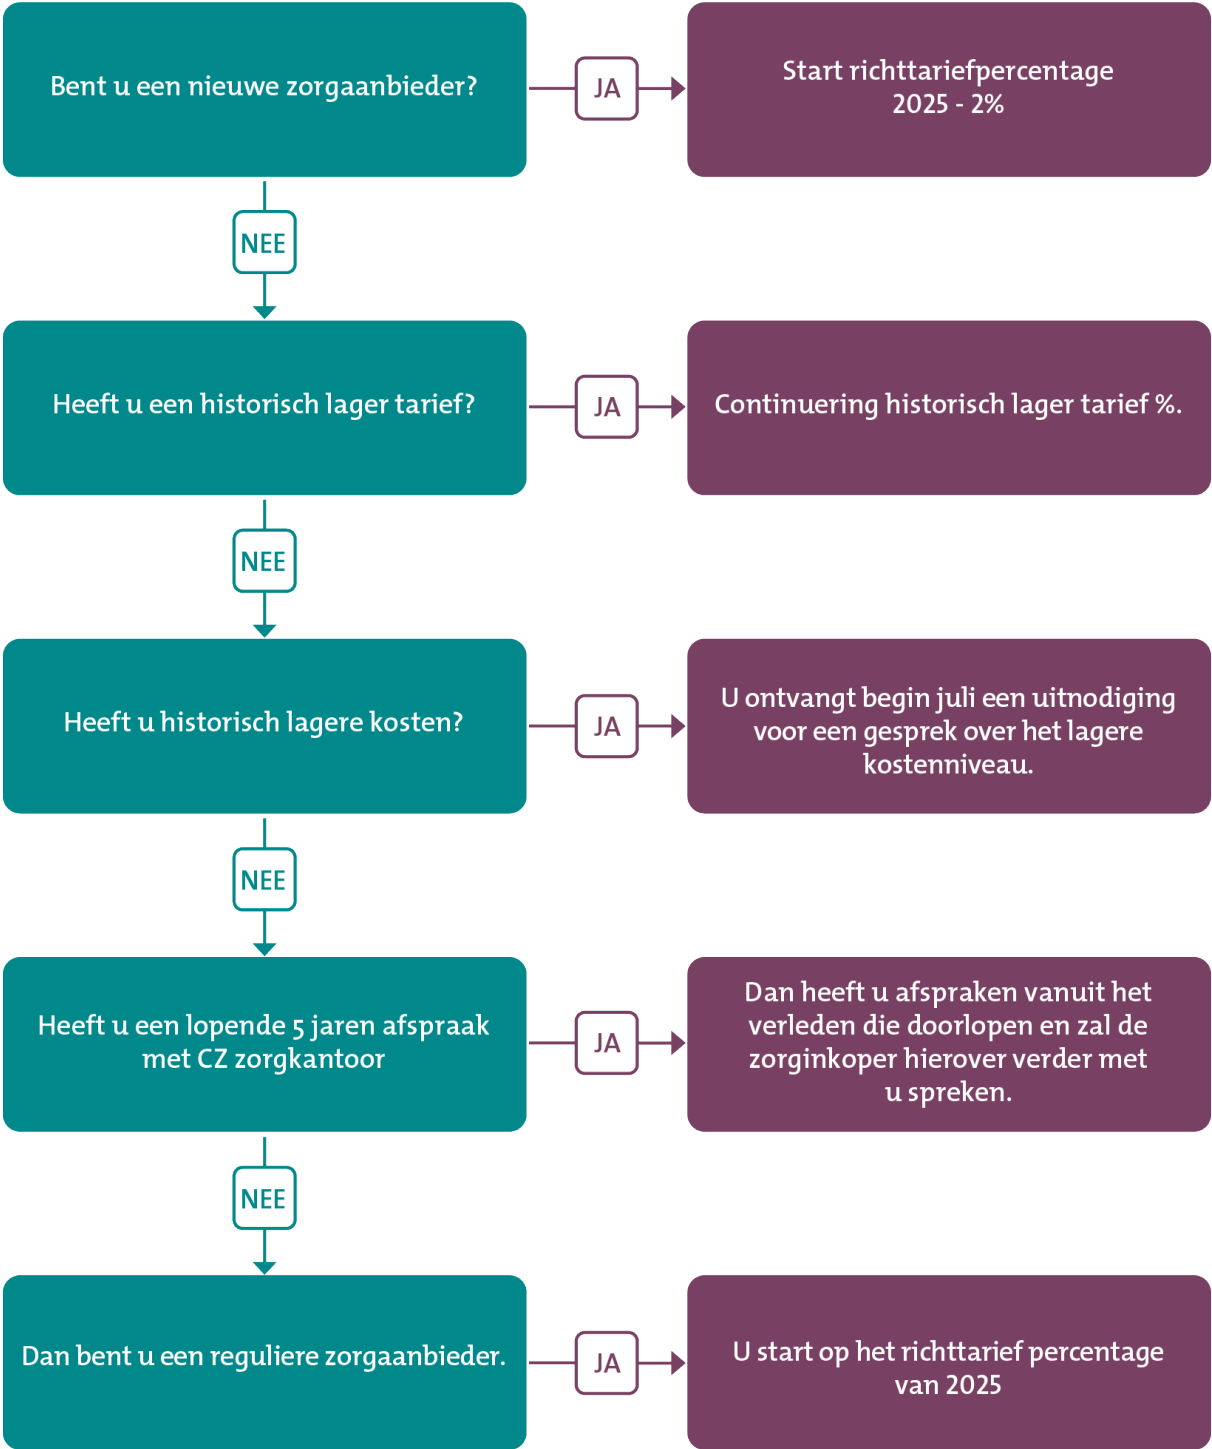 Bent u een nieuwe zorgaanbieder?
JA
Start richttariefpercentage
2025 - 2%
NEE
Heeft u een historisch lager tarief?
JA
Continuering historisch lager tarief %.
NEE
Heeft u historisch lagere kosten?
JA
U ontvangt begin juli een uitnodiging
voor een gesprek over het lagere
kostenniveau.
NEE
Heeft u een lopende 5 jaren afspraak
met CZ zorgkantoor
JA
Dan heeft u afspraken vanuit het
verleden die doorlopen en zal de
zorginkoper hierover verder met
u spreken.
NEE
Dan bent u een reguliere zorgaanbieder.
JA
U start op het richttarief percentage
van 2025